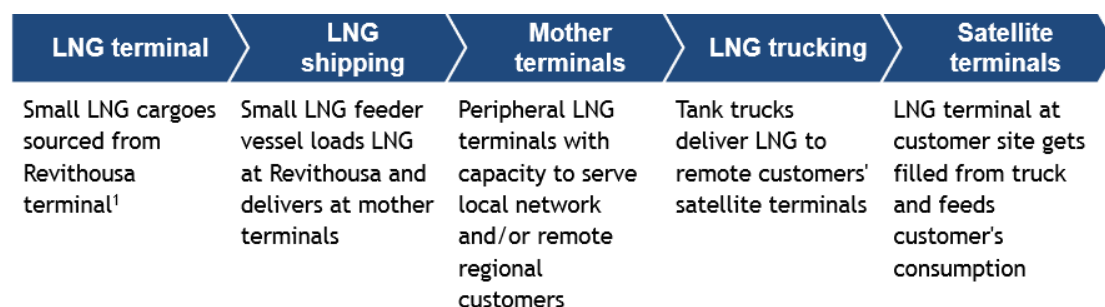 LNG terminal
LNG
shipping
Mother
terminals
LNG trucking
Satellite
terminals
Small LNG cargoes
sourced from
Revithousa
terminal¹
Small LNG feeder
vessel loads LNG
at Revithousa and
delivers at mother
terminals
Peripheral LNG
terminals with
capacity to serve
local network
and/or remote
regional
customers
Tank trucks
deliver LNG to
remote customers'
satellite terminals
LNG terminal at
customer site gets
filled from truck
and feeds
customer's
consumption